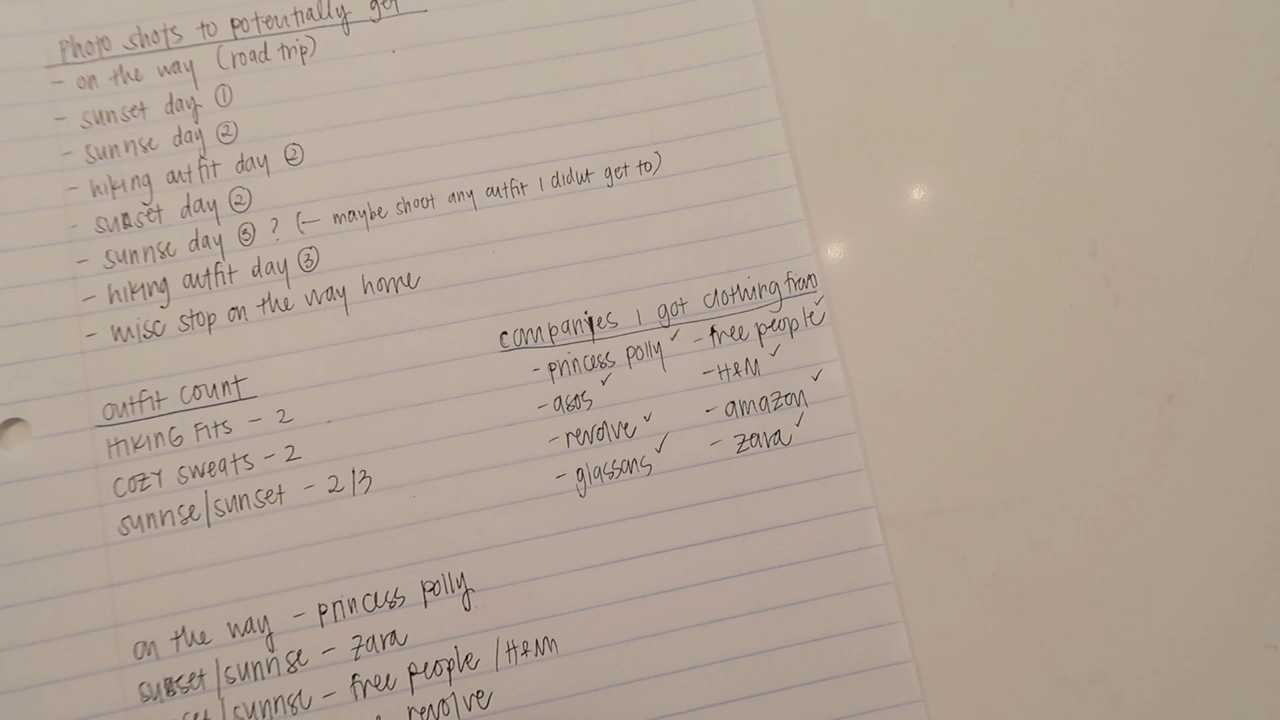 Photo shots to potentially get
- on the way (road trip)
- sunset day ①
- sunrise day ②
- hiking outfit day ②
- sunset day ②
- sunrise day ③ ? (← maybe shoot any outfit I didnt get to)
- hiking outfit day ③
- misc stop on the way home
companies I got clothing from
- princess polly ✓ - free people ✓
- asos ✓ - H&M ✓
- revolve ✓ - amazon ✓
- glassons ✓ - zara ✓
outfit count
HIKING FITS - 2
COZY SWEATS - 2
sunrise/sunset - 2/3
on the way - princess polly
sunset/sunrise - zara
/sunrise - free people / H&M
revolve